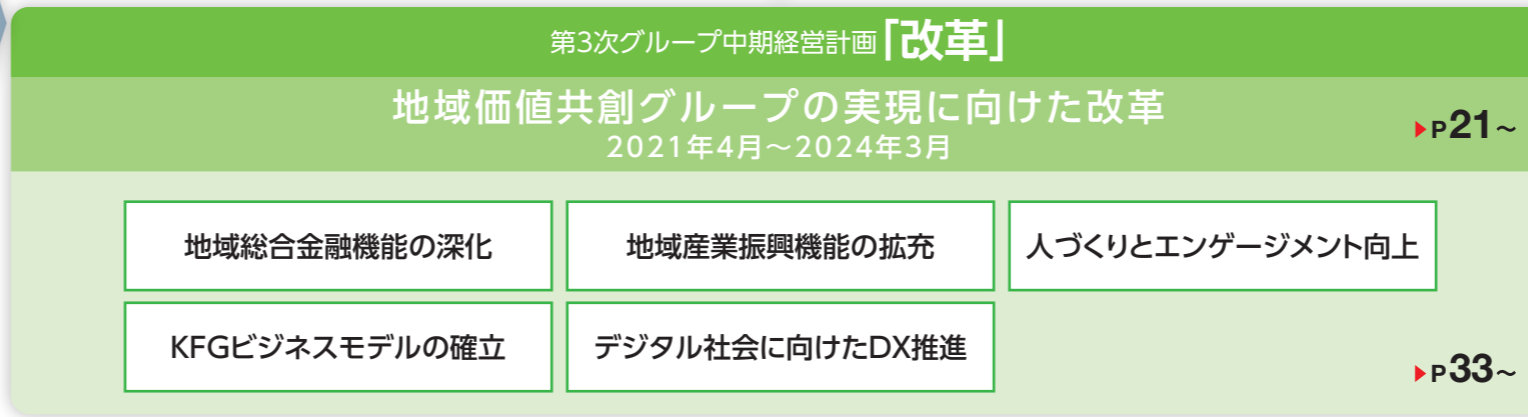 第3次グループ中期経営計画「改革」
地域価値共創グループの実現に向けた改革
2021年4月～2024年3月
▶P21～
地域総合金融機能の深化
地域産業振興機能の拡充
人づくりとエンゲージメント向上
KFGビジネスモデルの確立
デジタル社会に向けたDX推進
▶P33～